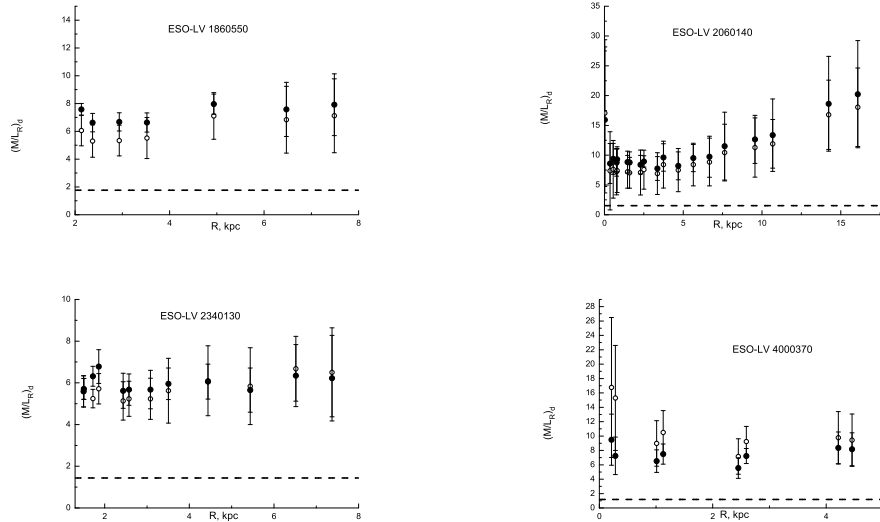 ESO-LV 1860550
(M/L_R)_d
0 2 4 6 8 10 12 14
2 4 6 8
R, kpc
ESO-LV 2060140
(M/L_R)_d
0 5 10 15 20 25 30 35
0 5 10 15
R, kpc
ESO-LV 2340130
(M/L_R)_d
0 2 4 6 8 10
2 4 6 8
R, kpc
ESO-LV 4000370
(M/L_R)_d
0 2 4 6 8 10 12 14 16 18 20 22 24 26 28
0 2 4
R, kpc